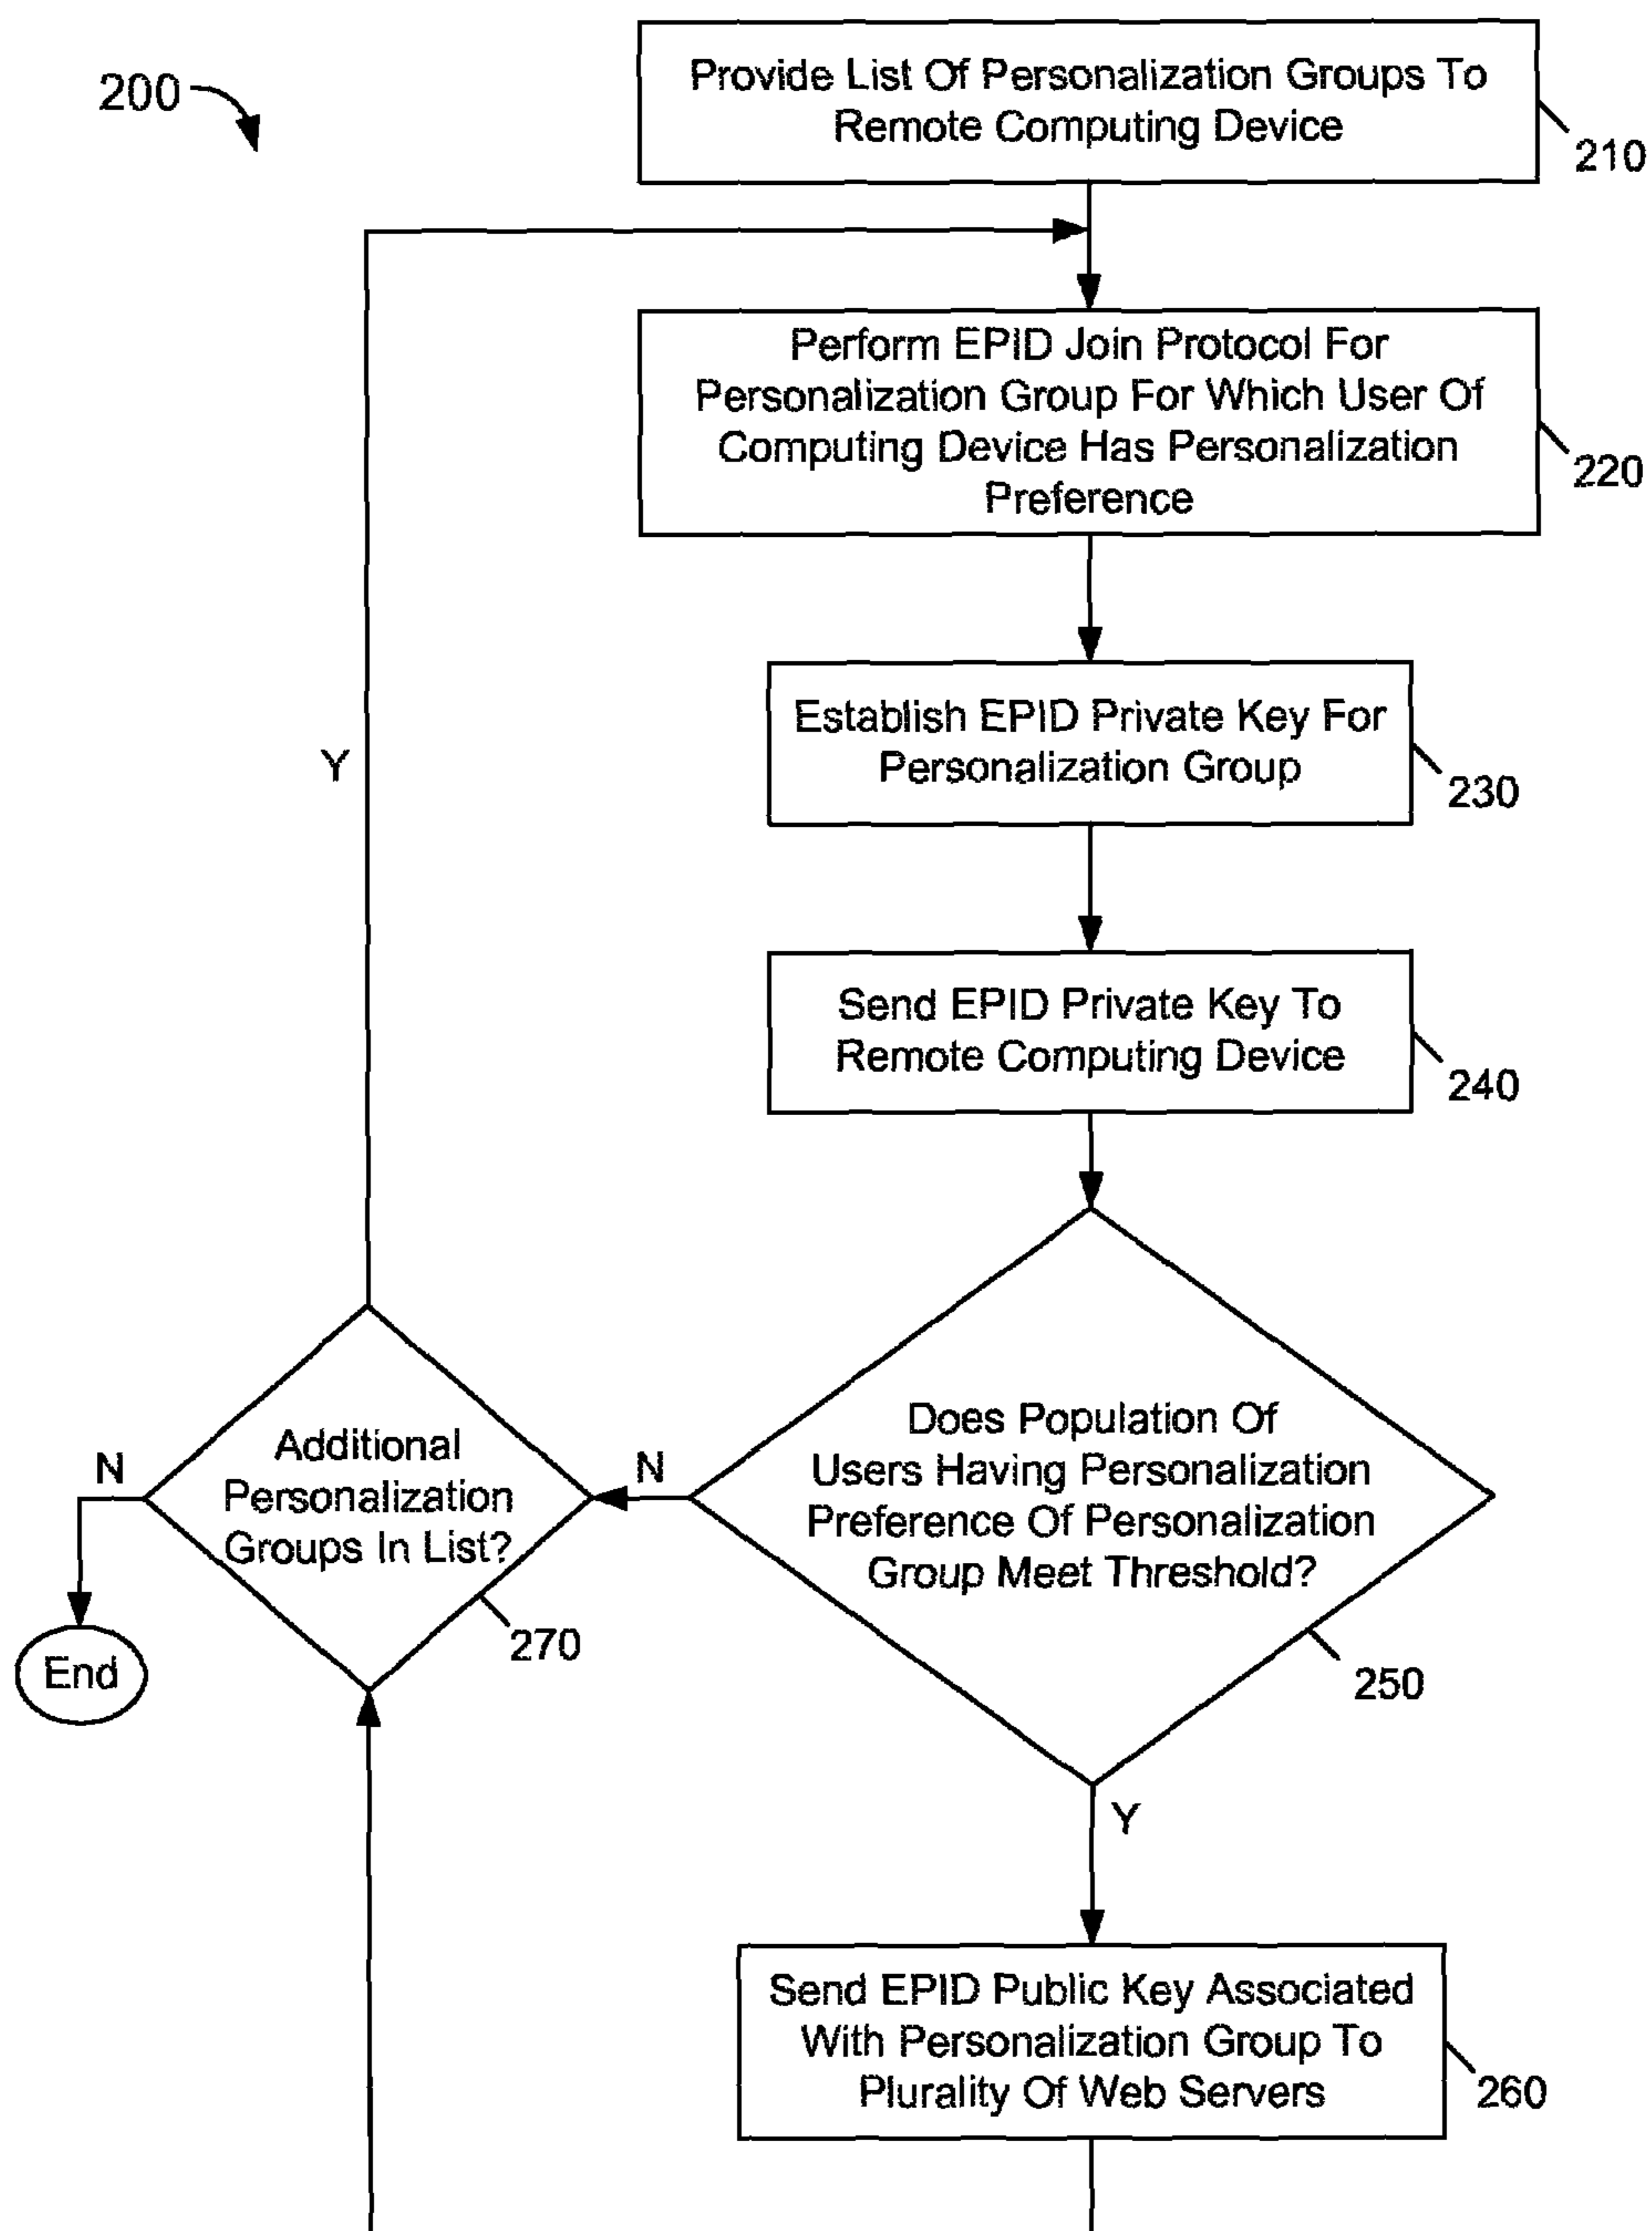 200
Provide List Of Personalization Groups To
Remote Computing Device
210
Perform EPID Join Protocol For
Personalization Group For Which User Of
Computing Device Has Personalization
Preference
220
Y
Establish EPID Private Key For
Personalization Group
230
Send EPID Private Key To
Remote Computing Device
240
Does Population Of
Users Having Personalization
Preference Of Personalization
Group Meet Threshold?
250
N
Additional
Personalization
Groups In List?
270
N
End
Y
Send EPID Public Key Associated
With Personalization Group To
Plurality Of Web Servers
260